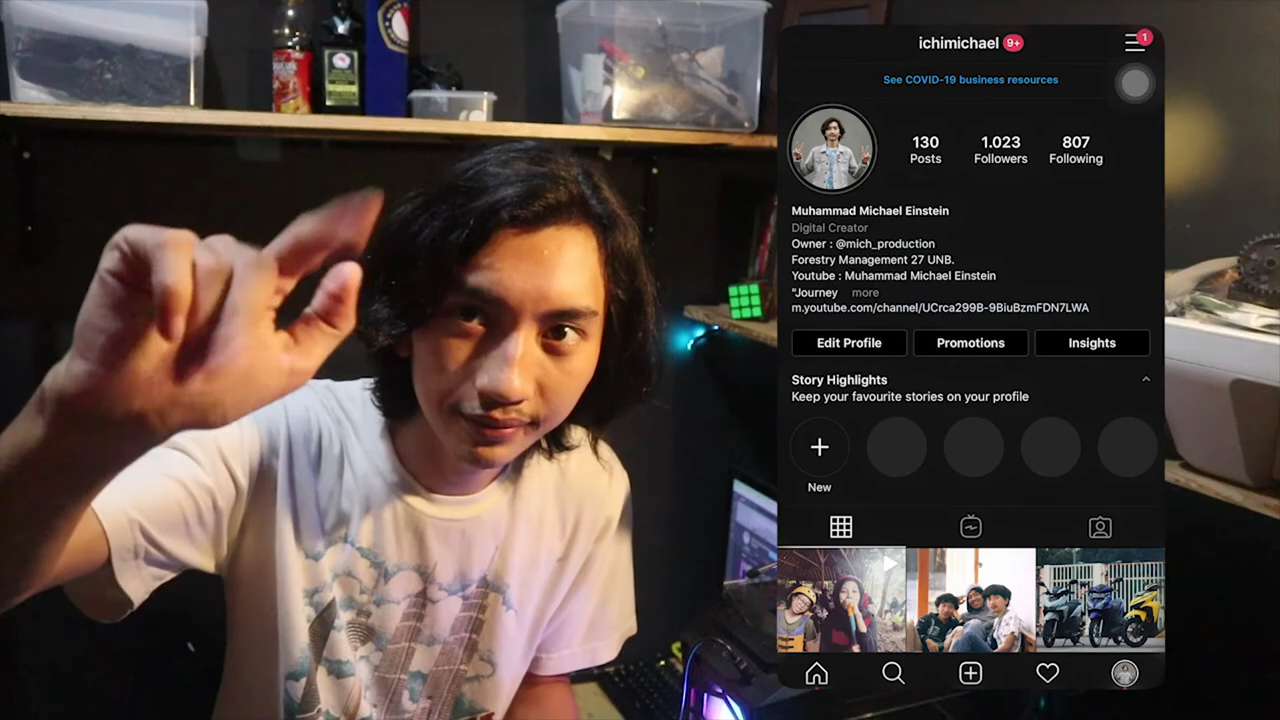 ichimichael 9+
1
See COVID-19 business resources
130
Posts
1.023
Followers
807
Following
Muhammad Michael Einstein
Digital Creator
Owner : @mich_production
Forestry Management 27 UNB.
Youtube : Muhammad Michael Einstein
"Journey more
m.youtube.com/channel/UCrca299B-9BiuBzmFDN7LWA
Edit Profile
Promotions
Insights
Story Highlights
Keep your favourite stories on your profile
New